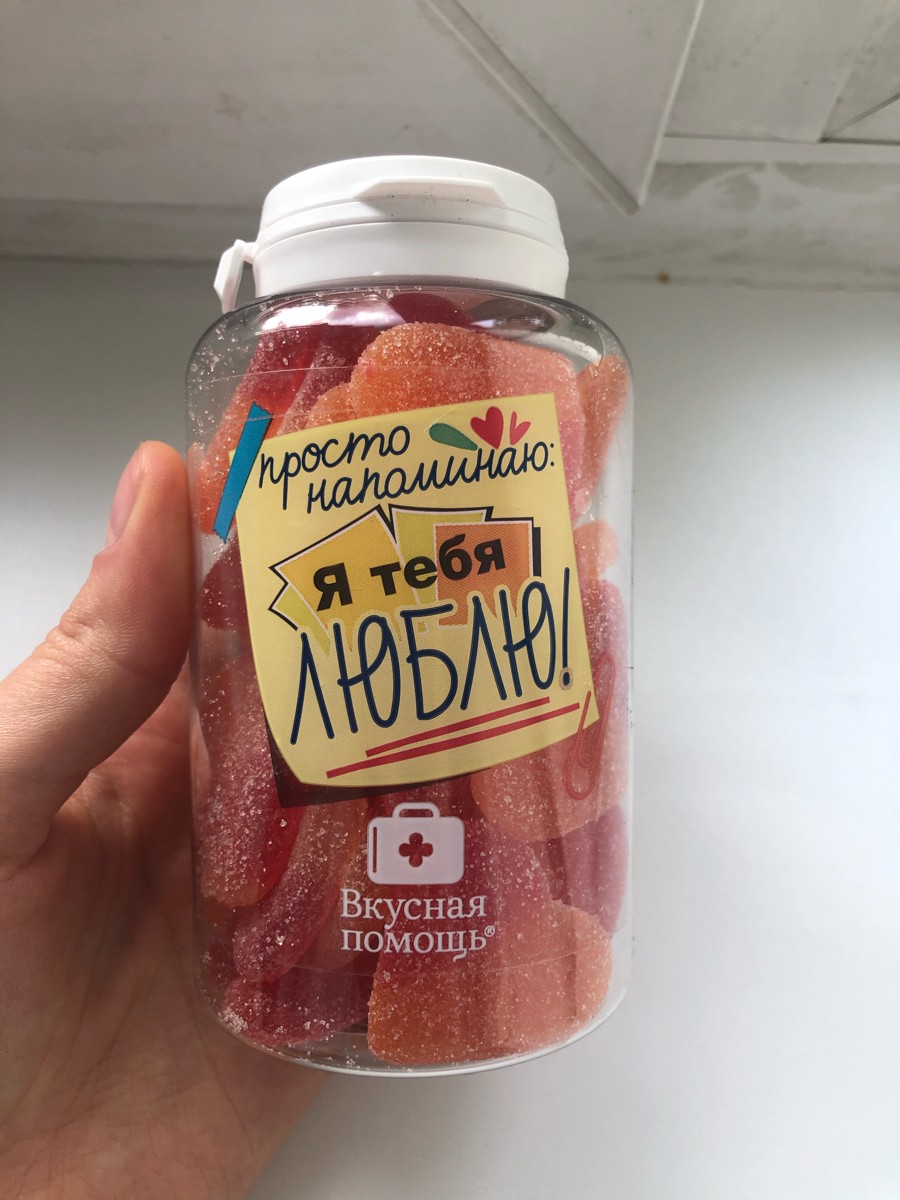 просто
напоминаю:
Я тебя
ЛЮБЛЮ!
Вкусная
помощь®